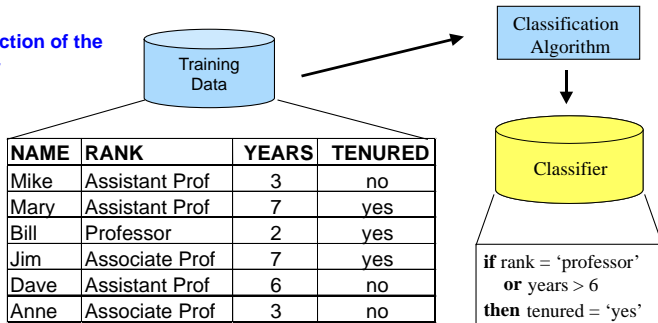 ction of the
Training
Data
Classification
Algorithm
Classifier
NAME RANK YEARS TENURED
Mike Assistant Prof 3 no
Mary Assistant Prof 7 yes
Bill Professor 2 yes
Jim Associate Prof 7 yes
Dave Assistant Prof 6 no
Anne Associate Prof 3 no
if rank = ‘professor’
or years > 6
then tenured = ‘yes’